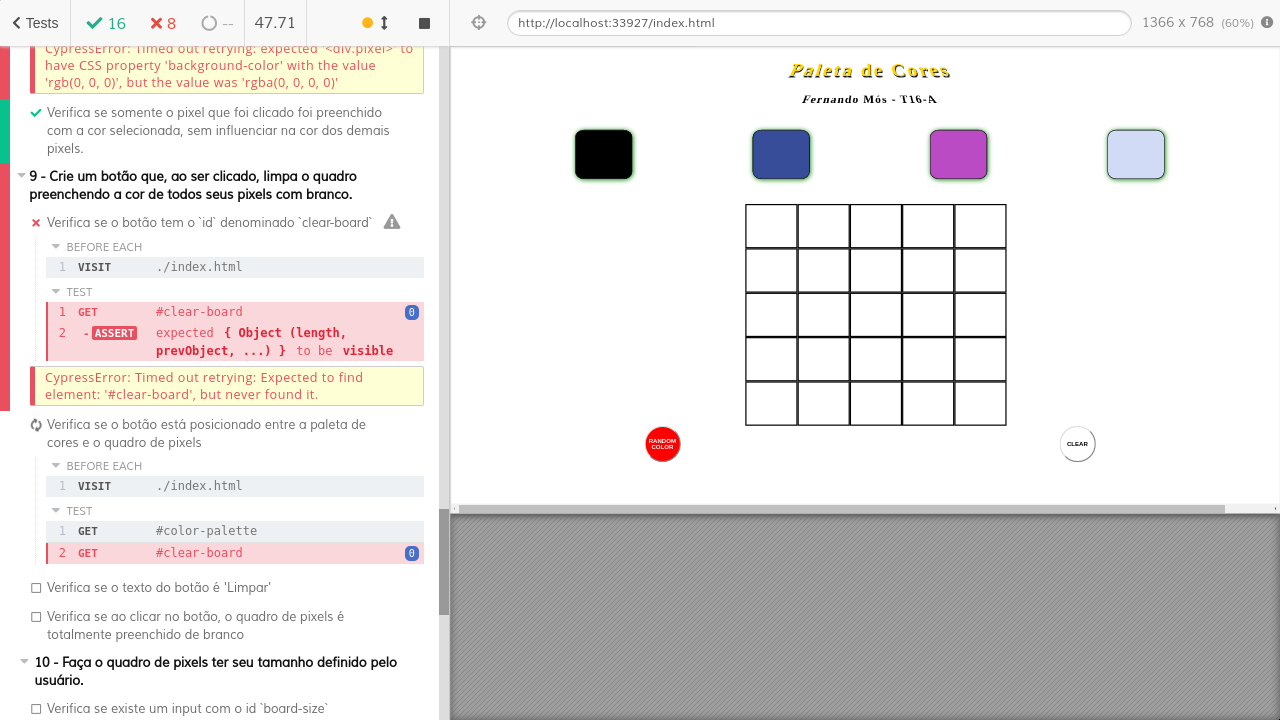 Tests
16
8
--
47.71
http://localhost:33927/index.html
1366 x 768 (60%)
CypressError: Timed out retrying: expected '<div.pixel>' to
have CSS property 'background-color' with the value
'rgb(0, 0, 0)', but the value was 'rgba(0, 0, 0, 0)'
Verifica se somente o pixel que foi clicado foi preenchido
com a cor selecionada, sem influenciar na cor dos demais
pixels.
9 - Crie um botão que, ao ser clicado, limpa o quadro
preenchendo a cor de todos seus pixels com branco.
Verifica se o botão tem o `id` denominado `clear-board`
BEFORE EACH
1 VISIT ./index.html
TEST
1 GET #clear-board 0
2 -ASSERT expected { Object (length,
prevObject, ...) } to be visible
CypressError: Timed out retrying: Expected to find
element: '#clear-board', but never found it.
Verifica se o botão está posicionado entre a paleta de
cores e o quadro de pixels
BEFORE EACH
1 VISIT ./index.html
TEST
1 GET #color-palette
2 GET #clear-board 0
Verifica se o texto do botão é 'Limpar'
Verifica se ao clicar no botão, o quadro de pixels é
totalmente preenchido de branco
10 - Faça o quadro de pixels ter seu tamanho definido pelo
usuário.
Verifica se existe um input com o id `board-size`
Paleta de Cores
Fernando Mós - T16-A
RANDOM
COLOR
CLEAR